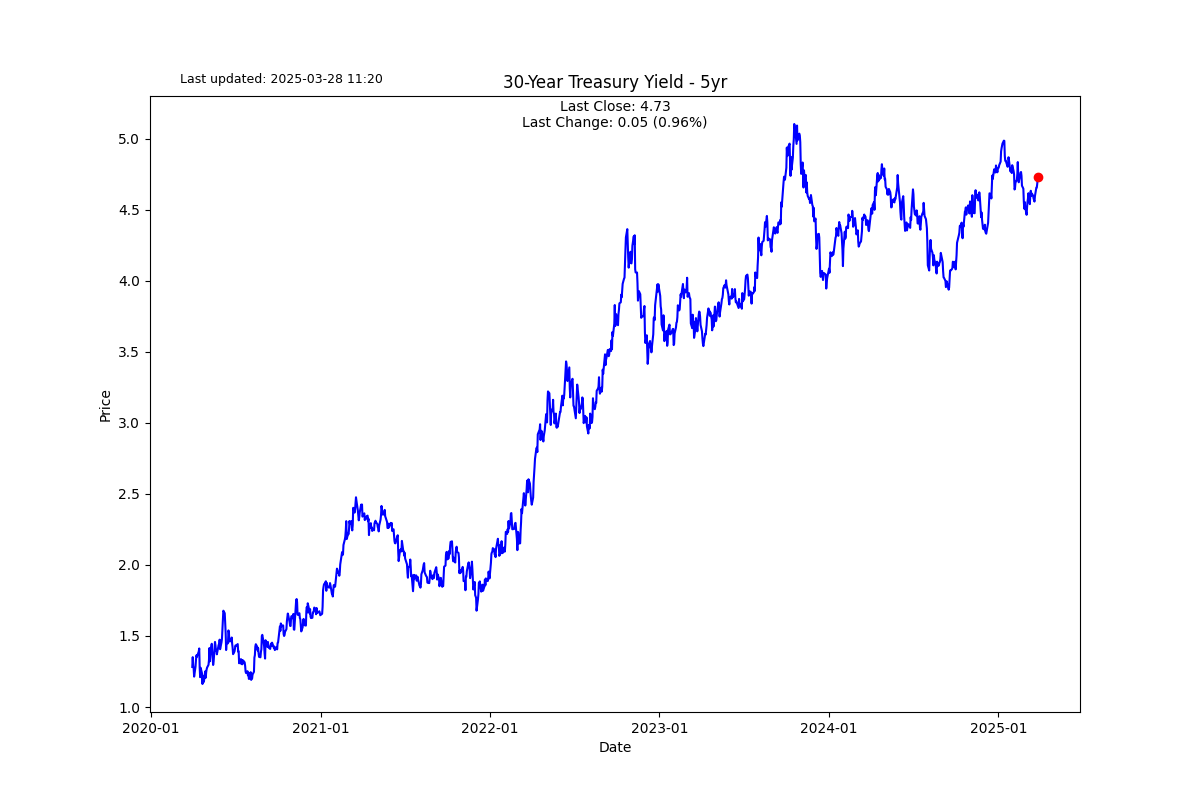 Last updated: 2025-03-28 11:20
30-Year Treasury Yield - 5yr
Last Close: 4.73
Last Change: 0.05 (0.96%)
5.0
4.5
4.0
3.5
3.0
2.5
2.0
1.5
1.0
Price
2020-01
2021-01
2022-01
2023-01
2024-01
2025-01
Date